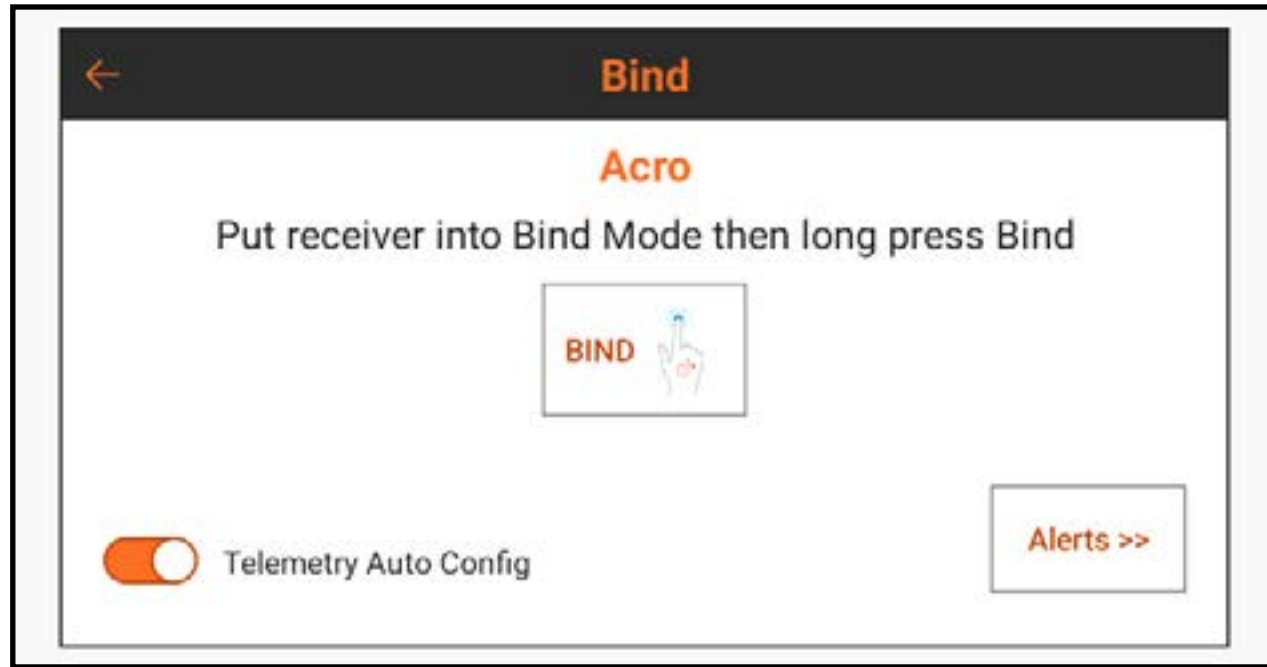 Bind
Acro
Put receiver into Bind Mode then long press Bind
BIND
Telemetry Auto Config
Alerts >>